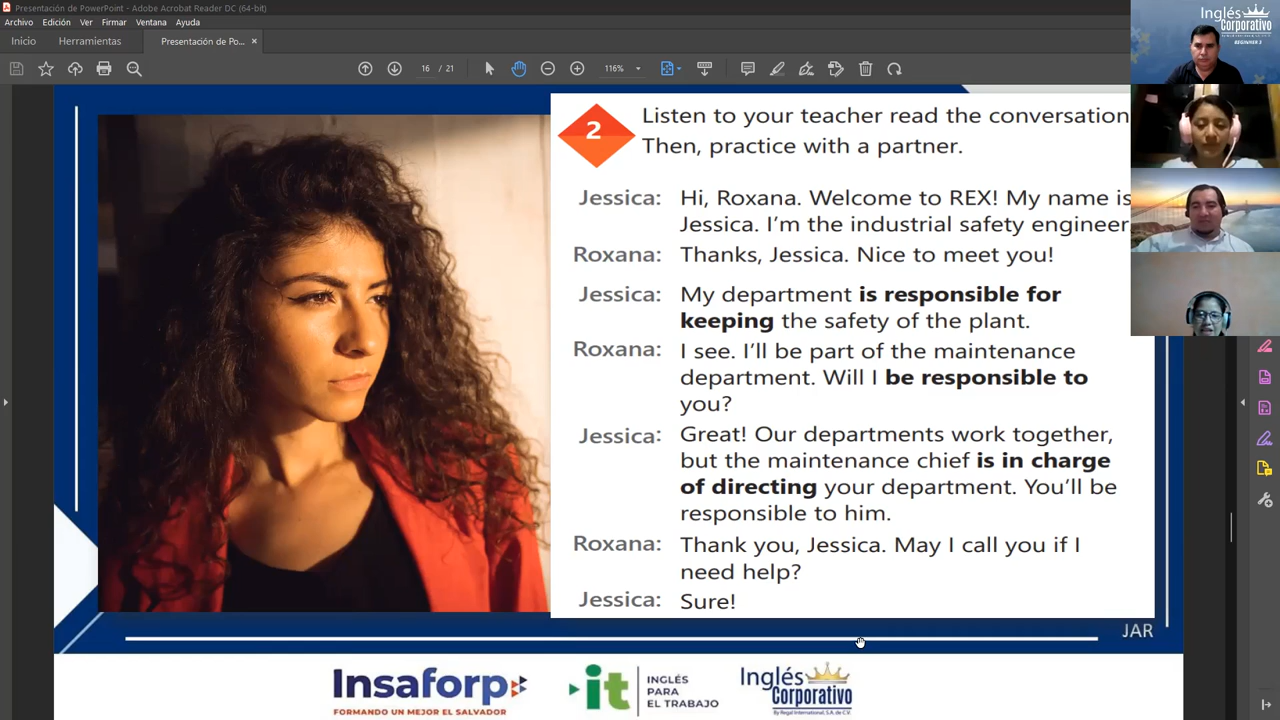 Presentación de PowerPoint - Adobe Acrobat Reader DC (64-bit)
Archivo Edición Ver Firmar Ventana Ayuda
Inicio Herramientas Presentación de Po... ×
16 / 21 116%
Inglés
Corporativo
BEGINNER 2
2
Listen to your teacher read the conversation
Then, practice with a partner.
Jessica: Hi, Roxana. Welcome to REX! My name is
Jessica. I'm the industrial safety engineer
Roxana: Thanks, Jessica. Nice to meet you!
Jessica: My department is responsible for
keeping the safety of the plant.
Roxana: I see. I'll be part of the maintenance
department. Will I be responsible to
you?
Jessica: Great! Our departments work together,
but the maintenance chief is in charge
of directing your department. You'll be
responsible to him.
Roxana: Thank you, Jessica. May I call you if I
need help?
Jessica: Sure!
JAR
Insaforp
FORMANDO UN MEJOR EL SALVADOR
it
INGLÉS
PARA
EL TRABAJO
Inglés
Corporativo
By Regal International, S.A. de C.V.